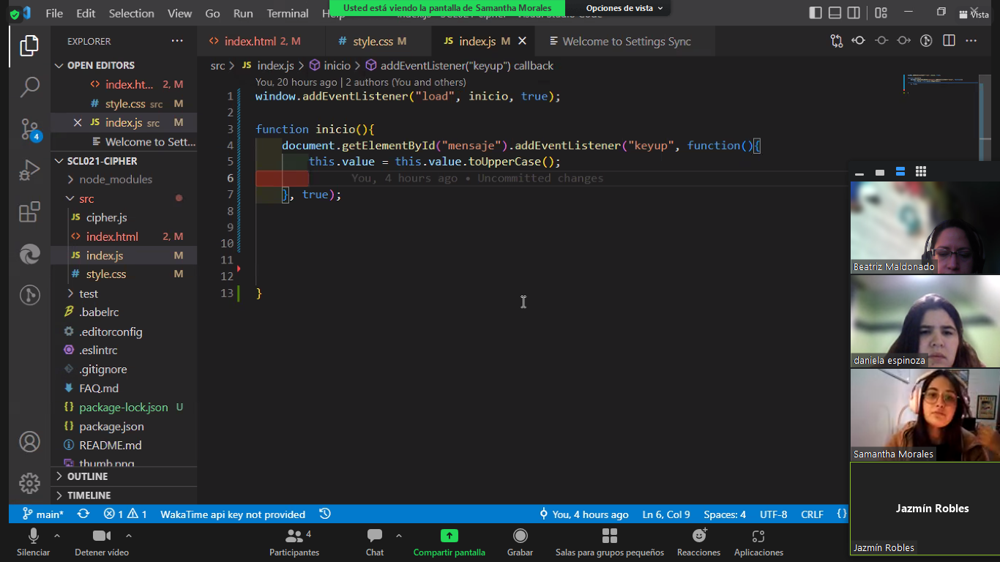 File Edit Selection View Go Run Terminal
Usted está viendo la pantalla de Samantha Morales
Opciones de vista
Vista
EXPLORER
index.html 2, M
style.css M
JS index.js M
Welcome to Settings Sync
OPEN EDITORS
index.ht... 2, M
style.css src M
JS index.js src M
Welcome to Sett...
SCL021-CIPHER
node_modules
src
JS cipher.js
index.html 2, M
JS index.js M
style.css M
test
.babelrc
.editorconfig
.eslintrc
.gitignore
FAQ.md
package-lock.json U
package.json
README.md
thumb.png
OUTLINE
TIMELINE
src > JS index.js > inicio > addEventListener("keyup") callback
You, 20 hours ago | 2 authors (You and others)
1 window.addEventListener("load", inicio, true);
2
3 function inicio(){
4 document.getElementById("mensaje").addEventListener("keyup", function(){
5 this.value = this.value.toUpperCase();
6 You, 4 hours ago • Uncommitted changes
7 }, true);
8
9
10
11
12
13 }
Beatriz Maldonado
daniela espinoza
Samantha Morales
Jazmín Robles
Jazmín Robles
4
main* 1 1 WakaTime api key not provided
You, 4 hours ago Ln 6, Col 9 Spaces: 4 UTF-8 CRLF {}
Silenciar
Detener video
4
Participantes
Chat
Compartir pantalla
Grabar
Salas para grupos pequeños
Reacciones
Aplicaciones